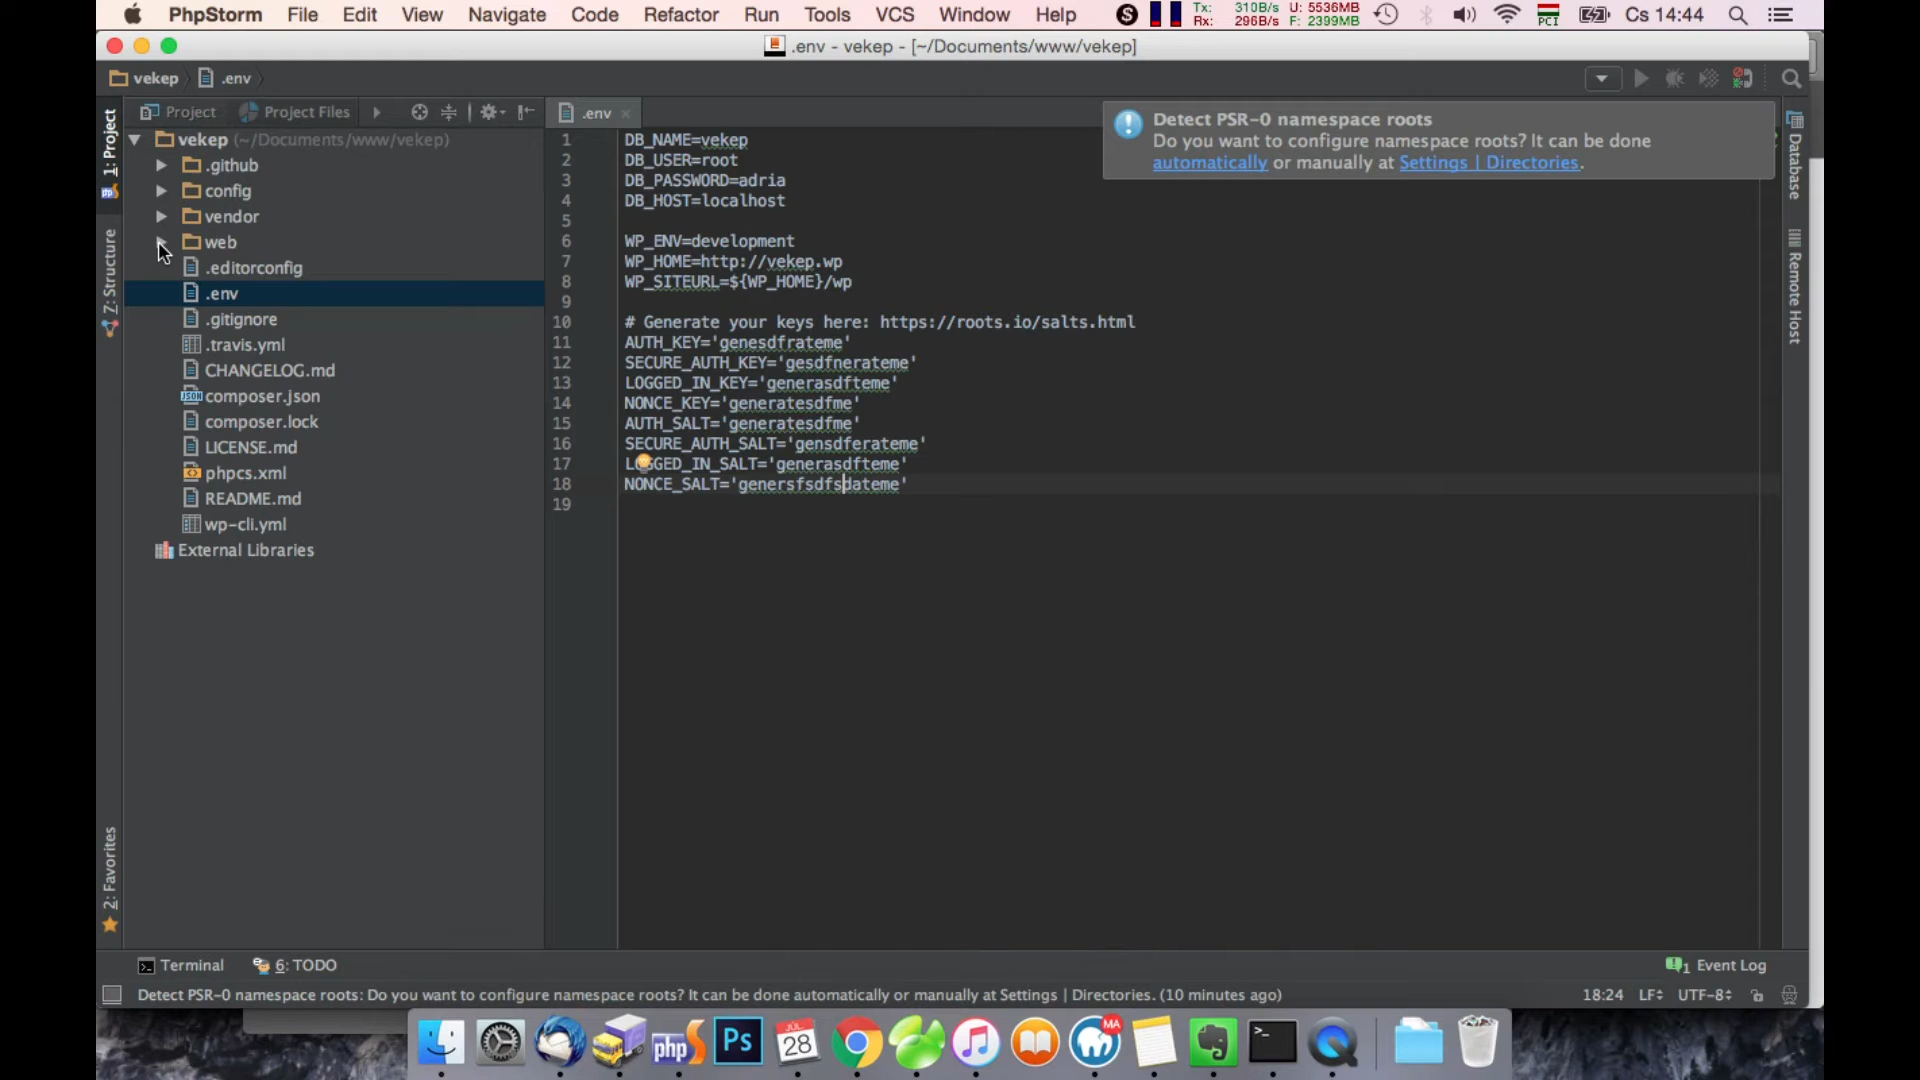 PhpStorm File Edit View Navigate Code Refactor Run Tools VCS Window Help
Tx: 310B/s U: 5536MB
Rx: 296B/s F: 2399MB
PCI
Cs 14:44
.env - vekep - [~/Documents/www/vekep]
vekep .env
Project Project Files
.env
1: Project
Z: Structure
2: Favorites
vekep (~/Documents/www/vekep)
.github
config
vendor
web
.editorconfig
.env
.gitignore
.travis.yml
CHANGELOG.md
composer.json
composer.lock
LICENSE.md
phpcs.xml
README.md
wp-cli.yml
External Libraries
1 DB_NAME=vekep
2 DB_USER=root
3 DB_PASSWORD=adria
4 DB_HOST=localhost
5
6 WP_ENV=development
7 WP_HOME=http://vekep.wp
8 WP_SITEURL=${WP_HOME}/wp
9
10 # Generate your keys here: https://roots.io/salts.html
11 AUTH_KEY='genesdfrateme'
12 SECURE_AUTH_KEY='gesdfnerateme'
13 LOGGED_IN_KEY='generasdfteme'
14 NONCE_KEY='generatesdfme'
15 AUTH_SALT='generatesdfme'
16 SECURE_AUTH_SALT='gensdferateme'
17 LOGGED_IN_SALT='generasdfteme'
18 NONCE_SALT='genersfsdfsdateme'
19
Detect PSR-0 namespace roots
Do you want to configure namespace roots? It can be done
automatically or manually at Settings | Directories.
Database
Remote Host
Terminal 6: TODO
1 Event Log
Detect PSR-0 namespace roots: Do you want to configure namespace roots? It can be done automatically or manually at Settings | Directories. (10 minutes ago)
18:24 LF UTF-8
php
Ps
JÚL.
28
MA